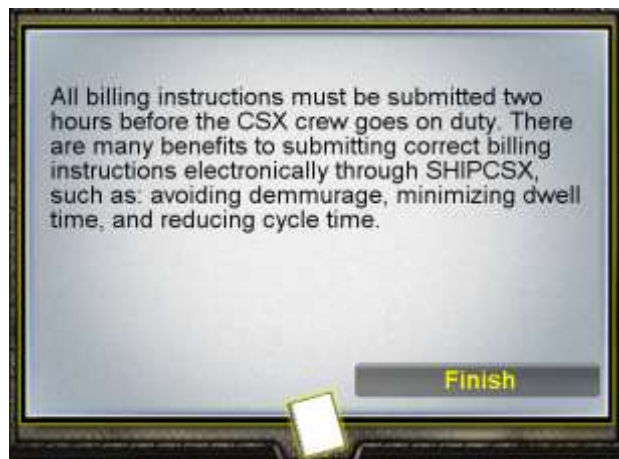 All billing instructions must be submitted two
hours before the CSX crew goes on duty. There
are many benefits to submitting correct billing
instructions electronically through SHIPCSX,
such as: avoiding demmurage, minimizing dwell
time, and reducing cycle time.
Finish